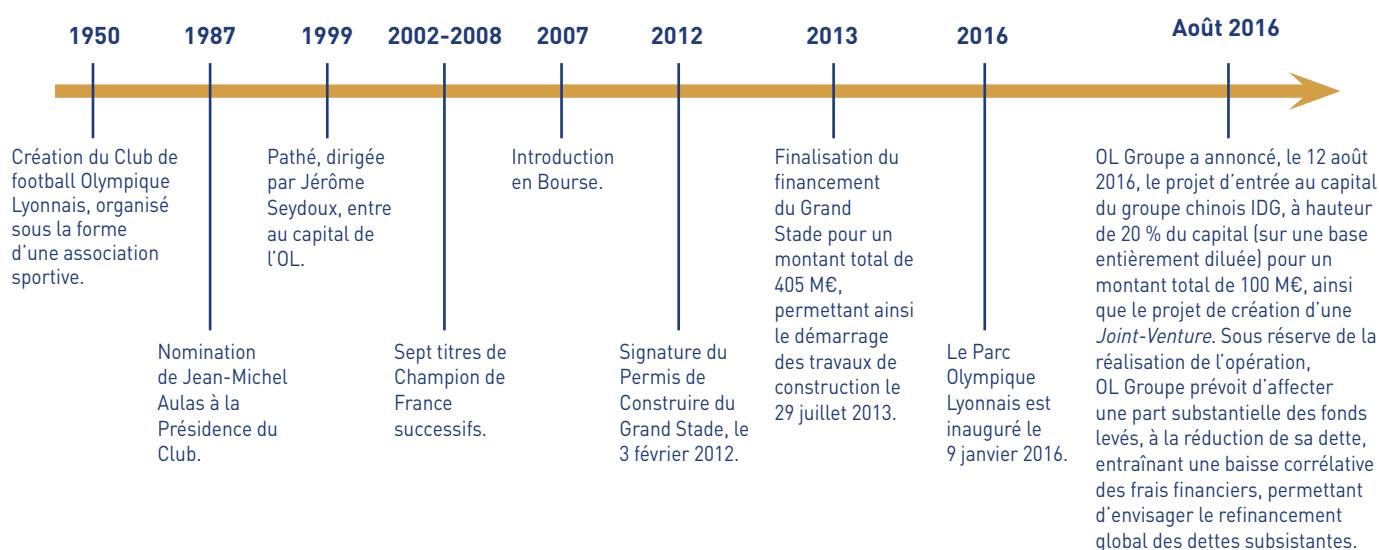 1950
Création du Club de
football Olympique
Lyonnais, organisé
sous la forme
d'une association
sportive.
1987
Nomination
de Jean-Michel
Aulas à la
Présidence du
Club.
1999
Pathé, dirigée
par Jérôme
Seydoux, entre
au capital de
l'OL.
2002-2008
Sept titres de
Champion de
France
successifs.
2007
Introduction
en Bourse.
2012
Signature du
Permis de
Construire du
Grand Stade, le
3 février 2012.
2013
Finalisation du
financement
du Grand
Stade pour un
montant total de
405 M€,
permettant ainsi
le démarrage
des travaux de
construction le
29 juillet 2013.
2016
Le Parc
Olympique
Lyonnais est
inauguré le
9 janvier 2016.
Août 2016
OL Groupe a annoncé, le 12 août
2016, le projet d'entrée au capital
du groupe chinois IDG, à hauteur
de 20 % du capital (sur une base
entièrement diluée) pour un
montant total de 100 M€, ainsi
que le projet de création d'une
Joint-Venture. Sous réserve de la
réalisation de l'opération,
OL Groupe prévoit d'affecter
une part substantielle des fonds
levés, à la réduction de sa dette,
entraînant une baisse corrélative
des frais financiers, permettant
d'envisager le refinancement
global des dettes subsistantes.